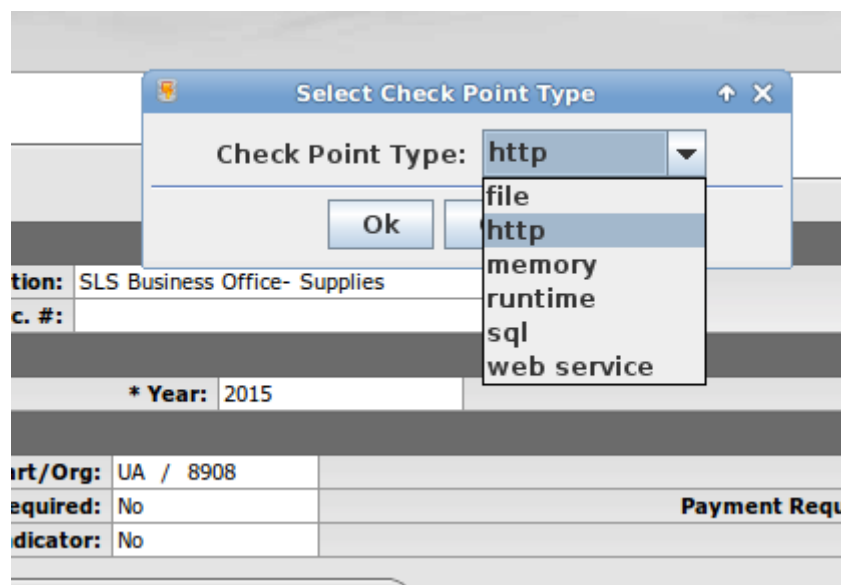 Select Check Point Type
Check Point Type: http
file
Ok http
memory
tion: SLS Business Office- Supplies
runtime
c. #:
sql
web service
* Year: 2015
art/Org: UA / 8908
equired: No Payment Requ
dicator: No